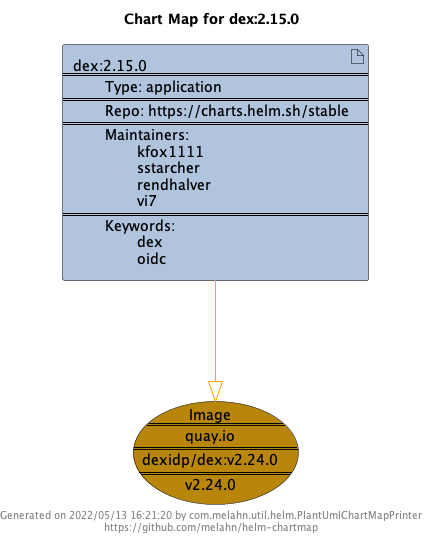 Chart Map for dex:2.15.0
dex:2.15.0
Type: application
Repo: https://charts.helm.sh/stable
Maintainers:
kfox1111
sstarcher
rendhalver
vi7
Keywords:
dex
oidc
Image
quay.io
dexidp/dex:v2.24.0
v2.24.0
Generated on 2022/05/13 16:21:20 by com.melahn.util.helm.PlantUmlChartMapPrinter
https://github.com/melahn/helm-chartmap